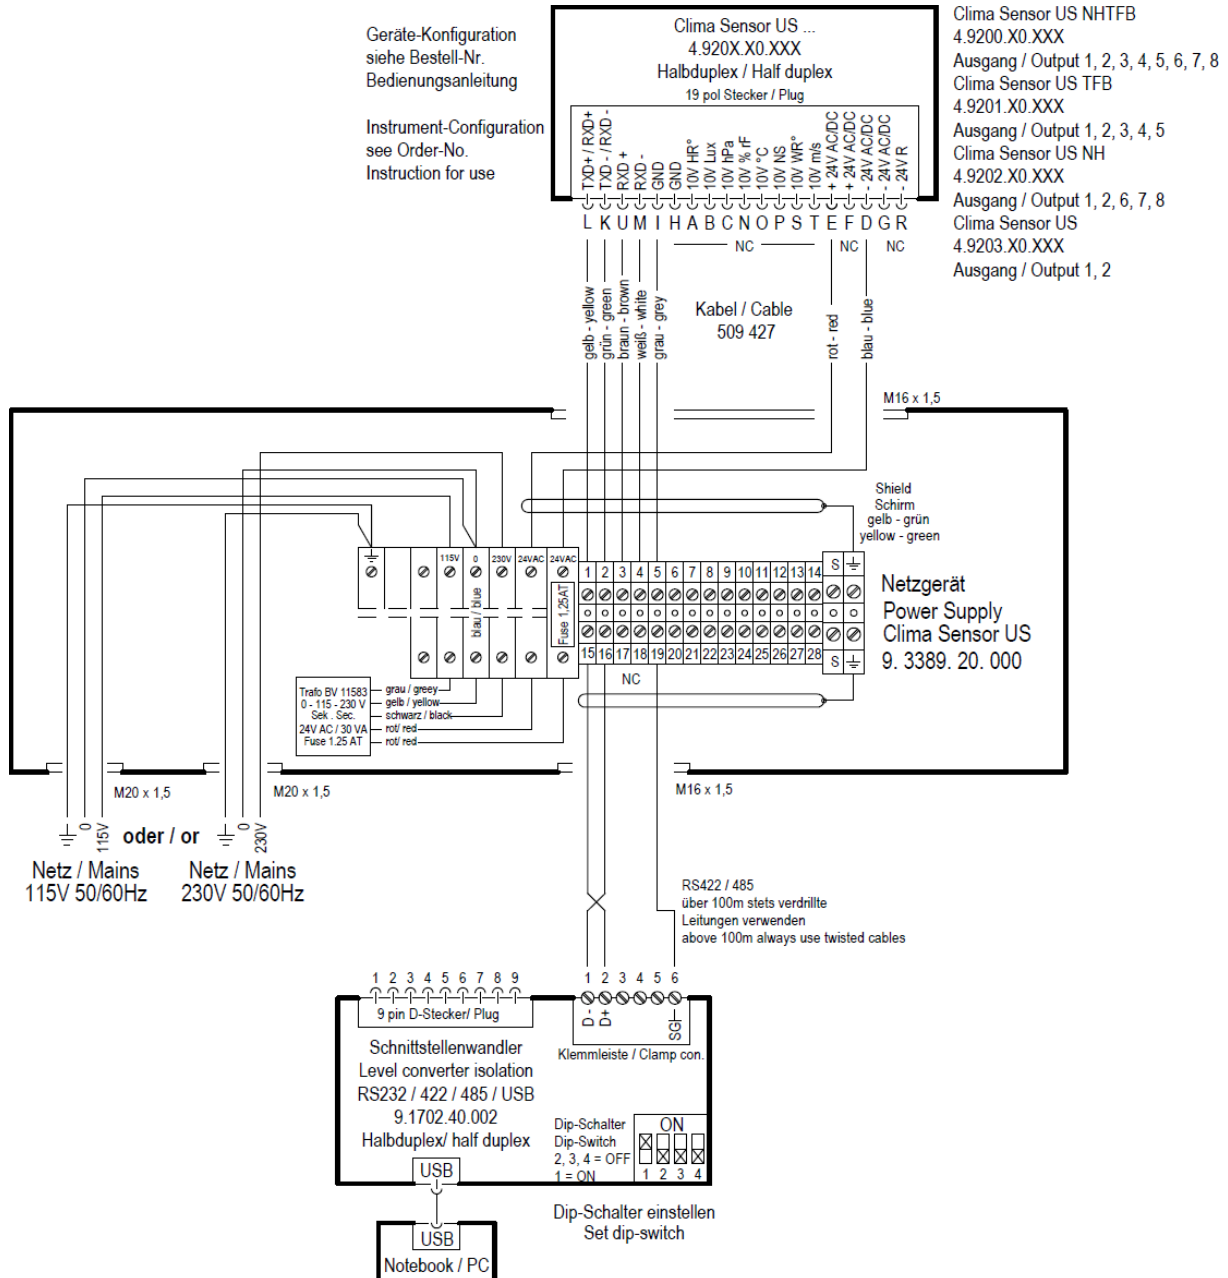 Geräte-Konfiguration
siehe Bestell-Nr.
Bedienungsanleitung
Instrument-Configuration
see Order-No.
Instruction for use
Clima Sensor US ...
4.920X.X0.XXX
Halbduplex / Half duplex
19 pol Stecker / Plug
TXD+ / RXD+
TXD - / RXD -
RXD +
RXD -
GND
GND
10V HR°
10V Lux
10V hPa
10V % rF
10V °C
10V NS
10V WR°
10V m/s
+ 24V AC/DC
+ 24V AC/DC
- 24V AC/DC
- 24V AC/DC
- 24V R
L K U M I H A B C N O P S T E F D G R
NC NC NC
Clima Sensor US NHTFB
4.9200.X0.XXX
Ausgang / Output 1, 2, 3, 4, 5, 6, 7, 8
Clima Sensor US TFB
4.9201.X0.XXX
Ausgang / Output 1, 2, 3, 4, 5
Clima Sensor US NH
4.9202.X0.XXX
Ausgang / Output 1, 2, 6, 7, 8
Clima Sensor US
4.9203.X0.XXX
Ausgang / Output 1, 2
gelb - yellow
grün - green
braun - brown
weiß - white
grau - grey
Kabel / Cable
509 427
rot - red
blau - blue
M16 x 1,5
Shield
Schirm
gelb - grün
yellow - green
115V 0 230V 24VAC 24VAC
blau / blue
Fuse 1,25AT
1 2 3 4 5 6 7 8 9 10 11 12 13 14 S
15 16 17 18 19 20 21 22 23 24 25 26 27 28 S
NC
Netzgerät
Power Supply
Clima Sensor US
9. 3389. 20. 000
Trafo BV 11583
0 - 115 - 230 V
Sek . Sec.
24V AC / 30 VA
Fuse 1.25 AT
grau / greey
gelb / yellow
schwarz / black
rot/ red
rot/ red
M20 x 1,5
M20 x 1,5
M16 x 1,5
0
115V
oder / or
0
230V
Netz / Mains
115V 50/60Hz
Netz / Mains
230V 50/60Hz
RS422 / 485
über 100m stets verdrillte
Leitungen verwenden
above 100m always use twisted cables
1 2 3 4 5 6 7 8 9
9 pin D-Stecker/ Plug
1 2 3 4 5 6
D -
D+
SG
Klemmleiste / Clamp con.
Schnittstellenwandler
Level converter isolation
RS232 / 422 / 485 / USB
9.1702.40.002
Halbduplex/ half duplex
Dip-Schalter
Dip-Switch
2, 3, 4 = OFF
1 = ON
ON
1 2 3 4
USB
Dip-Schalter einstellen
Set dip-switch
USB
Notebook / PC